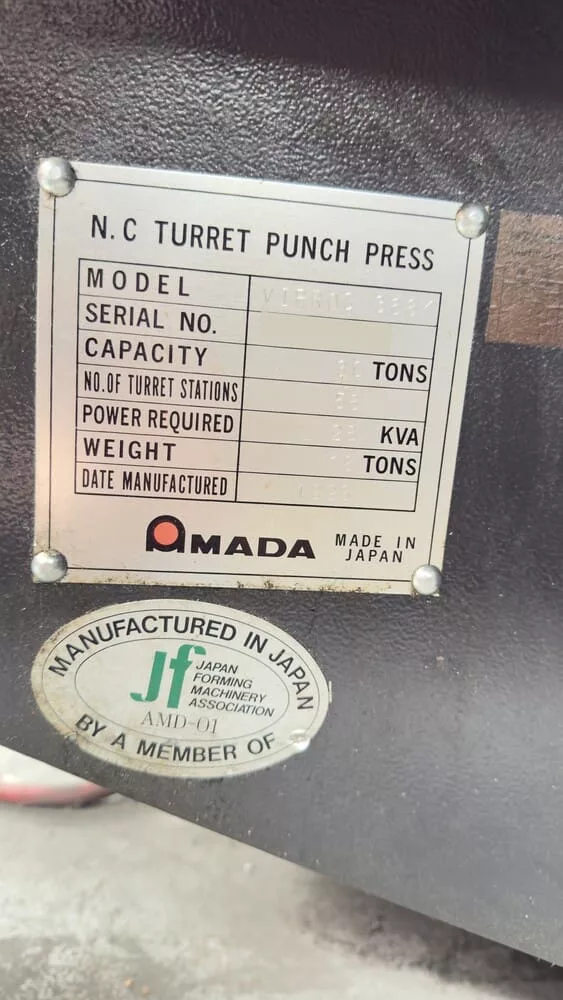 N.C TURRET PUNCH PRESS
MODEL
SERIAL NO.
CAPACITY TONS
NO.OF TURRET STATIONS
POWER REQUIRED KVA
WEIGHT TONS
DATE MANUFACTURED
AMADA MADE IN JAPAN
MANUFACTURED IN JAPAN
Jf JAPAN
FORMING
MACHINERY
ASSOCIATION
AMD-01
BY A MEMBER OF